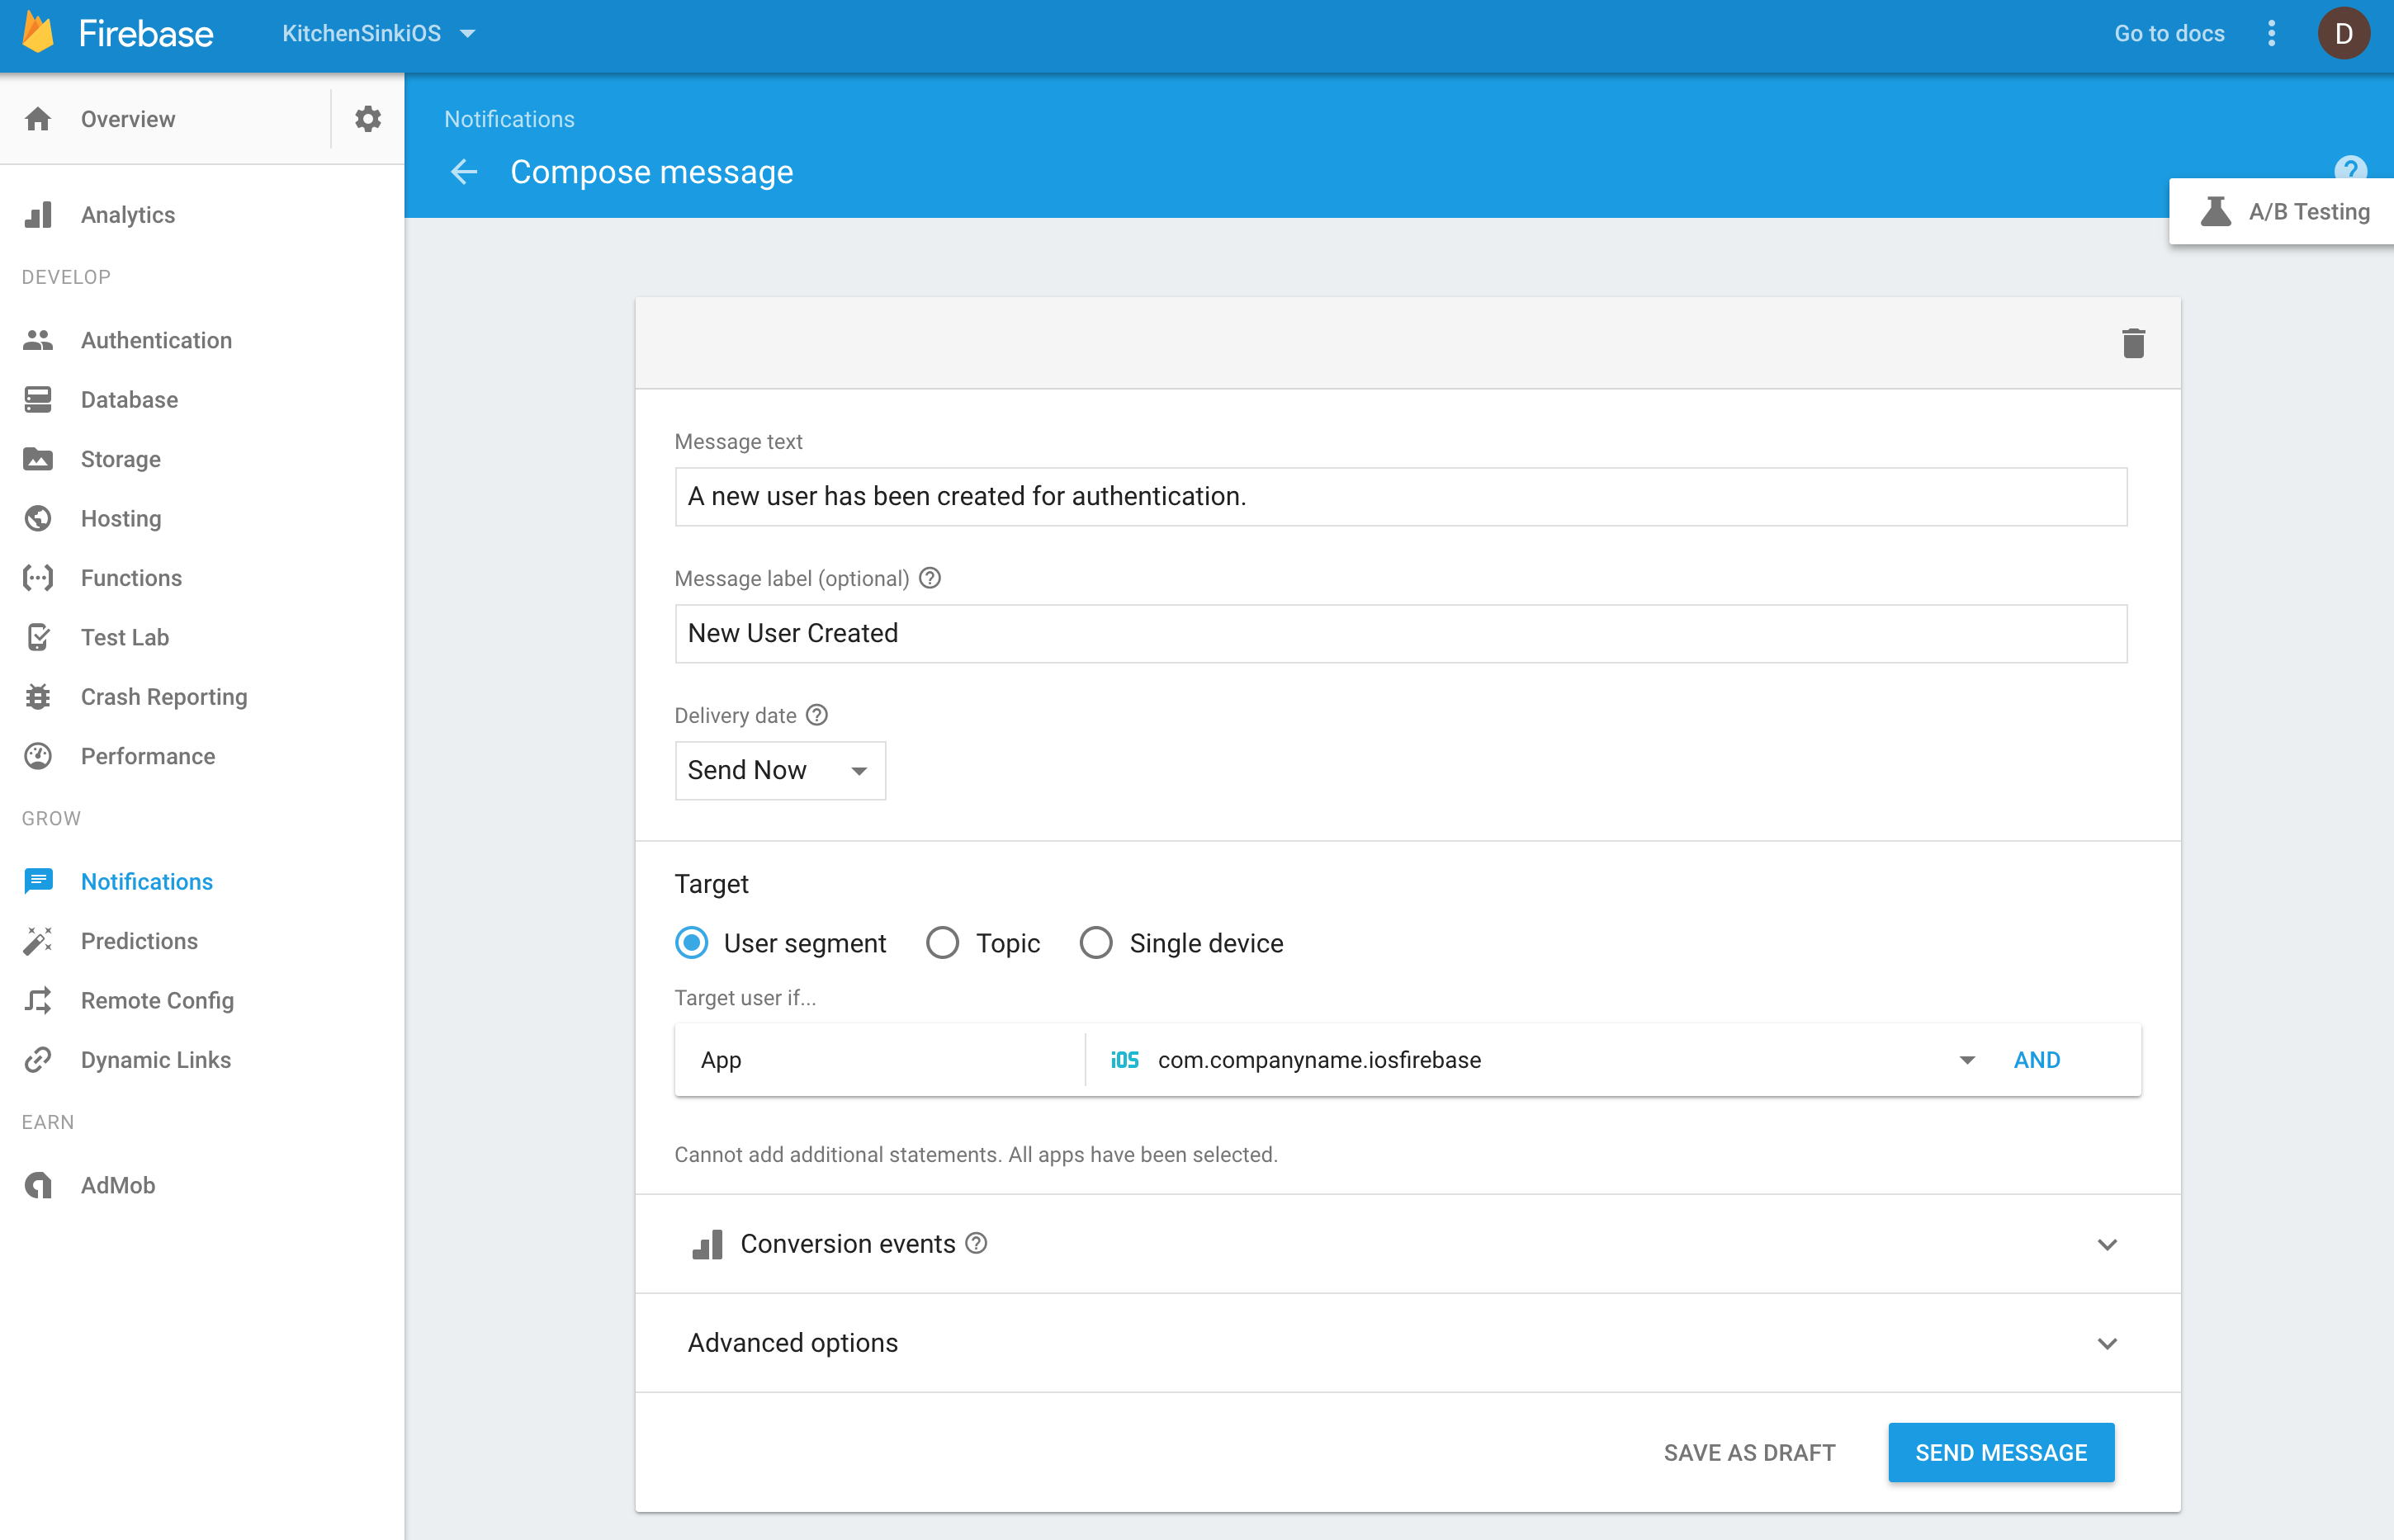 Firebase
KitchenSinkiOS
Go to docs
D
Overview
Analytics
DEVELOP
Authentication
Database
Storage
Hosting
Functions
Test Lab
Crash Reporting
Performance
GROW
Notifications
Predictions
Remote Config
Dynamic Links
EARN
AdMob
Notifications
Compose message
?
A/B Testing
Message text
A new user has been created for authentication.
Message label (optional) ?
New User Created
Delivery date ?
Send Now
Target
User segment Topic Single device
Target user if...
App iOS com.companyname.iosfirebase AND
Cannot add additional statements. All apps have been selected.
Conversion events ?
Advanced options
SAVE AS DRAFT SEND MESSAGE